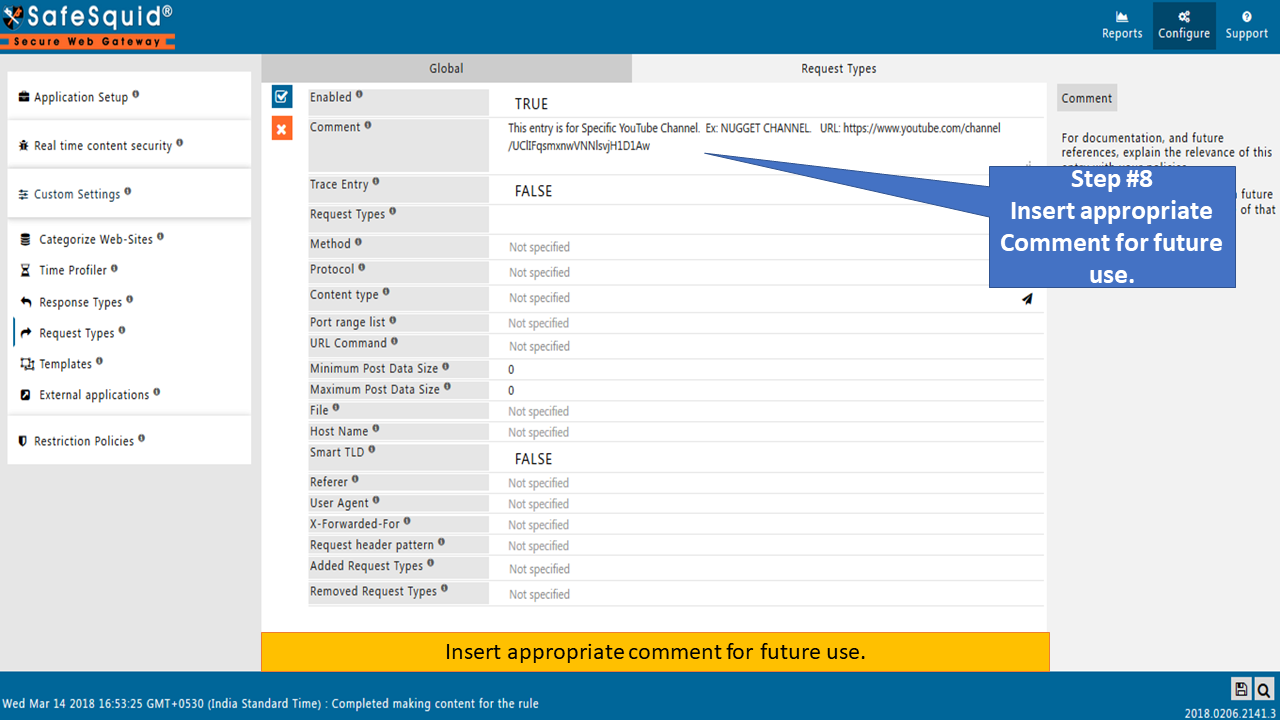 SafeSquid®
Secure Web Gateway
Reports
Configure
Support
Application Setup
Real time content security
Custom Settings
Categorize Web-Sites
Time Profiler
Response Types
Request Types
Templates
External applications
Restriction Policies
Global
Request Types
Enabled
TRUE
Comment
This entry is for Specific YouTube Channel. Ex: NUGGET CHANNEL. URL: https://www.youtube.com/channel
/UClIFqsmxnwVNNlsvjH1D1Aw
Trace Entry
FALSE
Request Types
Method
Not specified
Protocol
Not specified
Content type
Not specified
Port range list
Not specified
URL Command
Not specified
Minimum Post Data Size
0
Maximum Post Data Size
0
File
Not specified
Host Name
Not specified
Smart TLD
FALSE
Referer
Not specified
User Agent
Not specified
X-Forwarded-For
Not specified
Request header pattern
Not specified
Added Request Types
Not specified
Removed Request Types
Not specified
Comment
For documentation, and future
references, explain the relevance of this
future
of that
Step #8
Insert appropriate
Comment for future
use.
Insert appropriate comment for future use.
Wed Mar 14 2018 16:53:25 GMT+0530 (India Standard Time) : Completed making content for the rule
2018.0206.2141.3